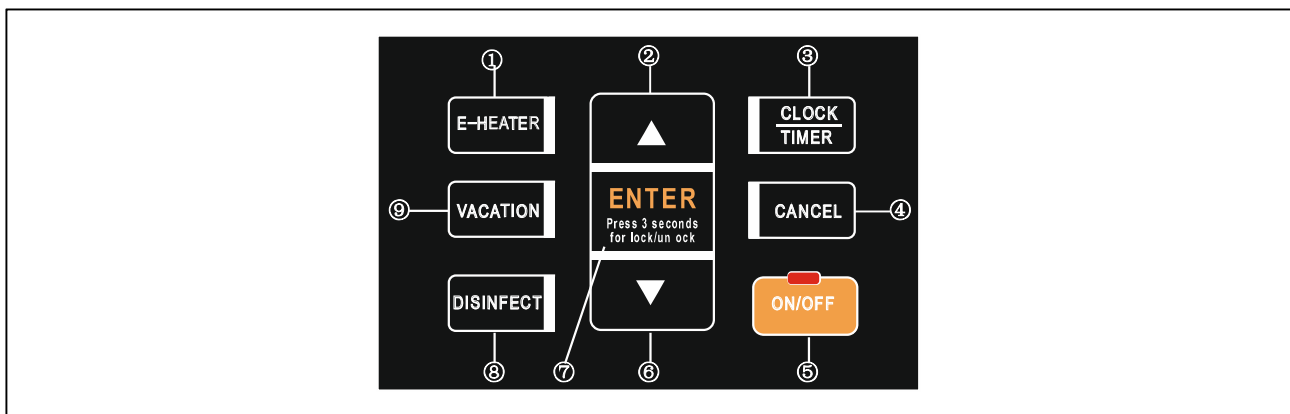 ① ② ③
E-HEATER
CLOCK
TIMER
ENTER
Press 3 seconds
for lock/un ock
⑨ VACATION
CANCEL ④
DISINFECT
ON/OFF
⑧ ⑦ ⑥ ⑤